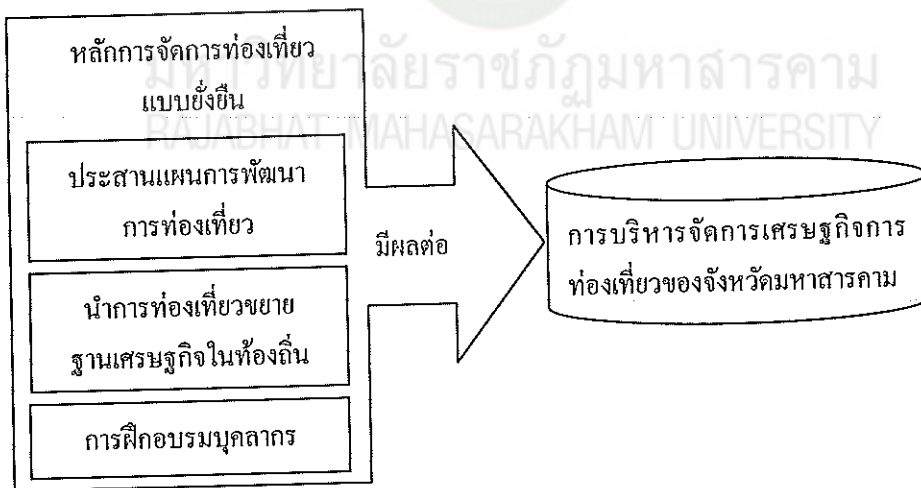 หลักการจัดการท่องเที่ยว
แบบยั่งยืน
มหาวิทยาลัยราชภัฏมหาสารคาม
RAJABHAT MAHASARAKHAM UNIVERSITY
ประสานแผนการพัฒนา
การท่องเที่ยว
นำการท่องเที่ยวขยาย
ฐานเศรษฐกิจในท้องถิ่น
การฝึกอบรมบุคลากร
มีผลต่อ
การบริหารจัดการเศรษฐกิจการ
ท่องเที่ยวของจังหวัดมหาสารคาม